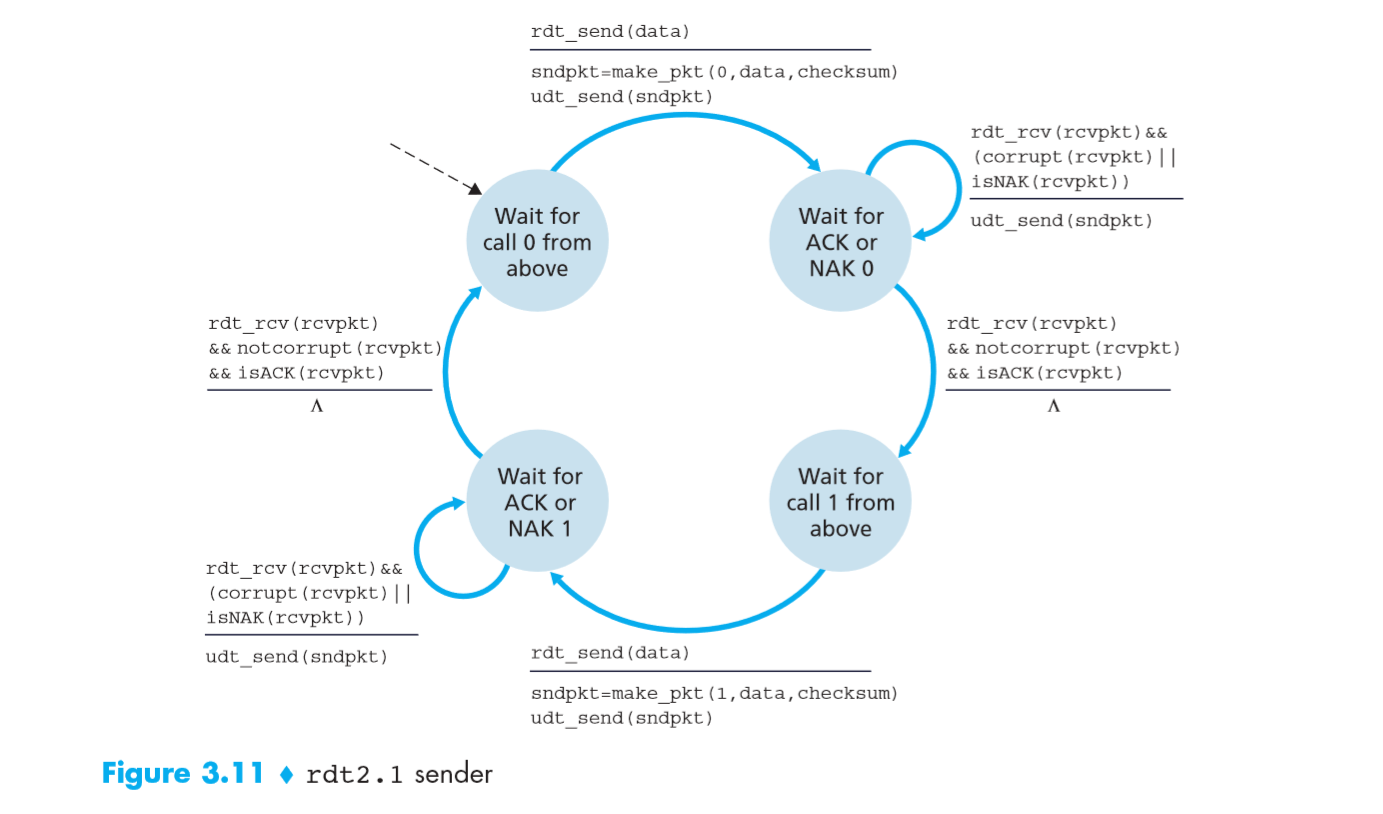 rdt_send(data)
sndpkt=make_pkt(0,data,checksum)
udt_send(sndpkt)
rdt_rcv(rcvpkt)&&
(corrupt(rcvpkt)||
isNAK(rcvpkt))
udt_send(sndpkt)
Wait for
call 0 from
above
Wait for
ACK or
NAK 0
rdt_rcv(rcvpkt)
&& notcorrupt(rcvpkt)
&& isACK(rcvpkt)
Λ
rdt_rcv(rcvpkt)
&& notcorrupt(rcvpkt)
&& isACK(rcvpkt)
Λ
Wait for
ACK or
NAK 1
Wait for
call 1 from
above
rdt_rcv(rcvpkt)&&
(corrupt(rcvpkt)||
isNAK(rcvpkt))
udt_send(sndpkt)
rdt_send(data)
sndpkt=make_pkt(1,data,checksum)
udt_send(sndpkt)
Figure 3.11 ♦ rdt2.1 sender